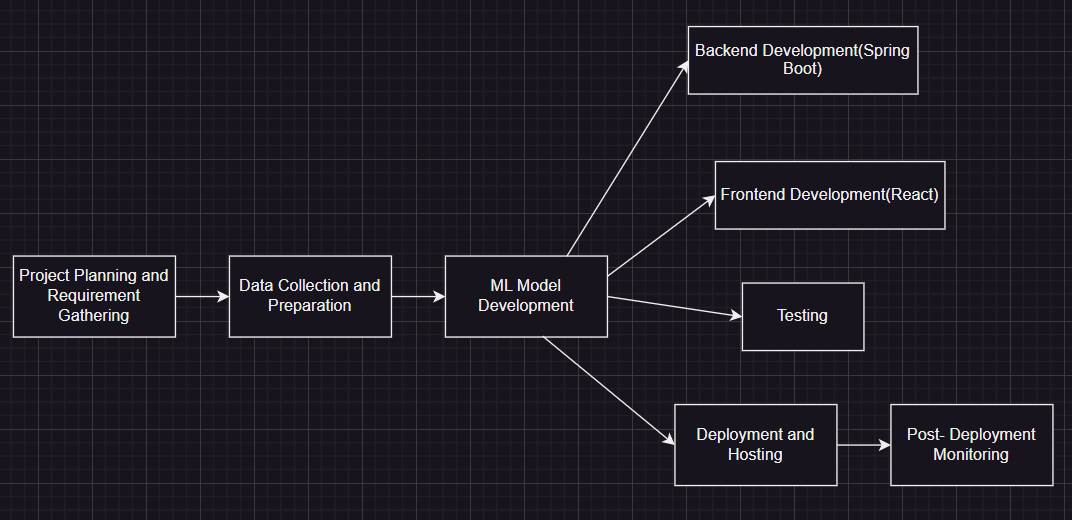 Backend Development(Spring
Boot)
Frontend Development(React)
Project Planning and
Requirement
Gathering
Data Collection and
Preparation
ML Model
Development
Testing
Deployment and
Hosting
Post- Deployment
Monitoring